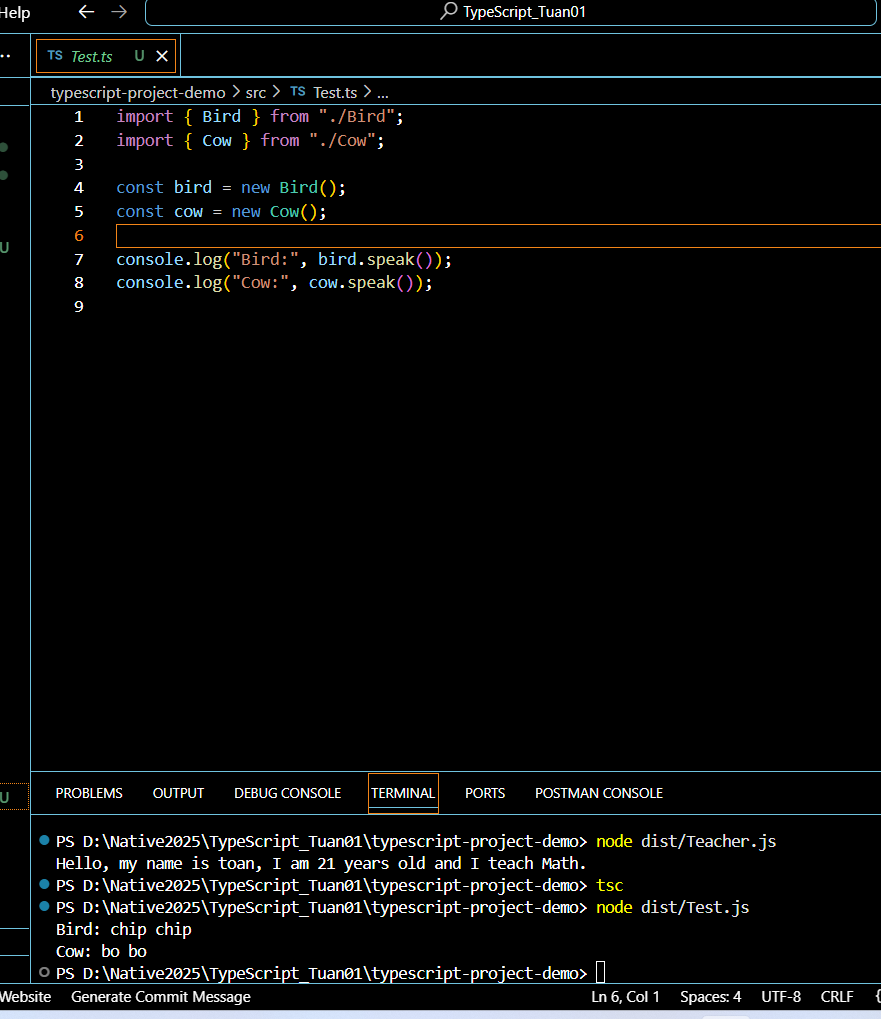 Help
TypeScript_Tuan01
TS Test.ts U
typescript-project-demo > src > TS Test.ts > ...
1 import { Bird } from "./Bird";
2 import { Cow } from "./Cow";
3
4 const bird = new Bird();
5 const cow = new Cow();
6
7 console.log("Bird:", bird.speak());
8 console.log("Cow:", cow.speak());
9
U
U
PROBLEMS OUTPUT DEBUG CONSOLE TERMINAL PORTS POSTMAN CONSOLE
PS D:\Native2025\TypeScript_Tuan01\typescript-project-demo> node dist/Teacher.js
Hello, my name is toan, I am 21 years old and I teach Math.
PS D:\Native2025\TypeScript_Tuan01\typescript-project-demo> tsc
PS D:\Native2025\TypeScript_Tuan01\typescript-project-demo> node dist/Test.js
Bird: chip chip
Cow: bo bo
PS D:\Native2025\TypeScript_Tuan01\typescript-project-demo>
Website Generate Commit Message Ln 6, Col 1 Spaces: 4 UTF-8 CRLF {